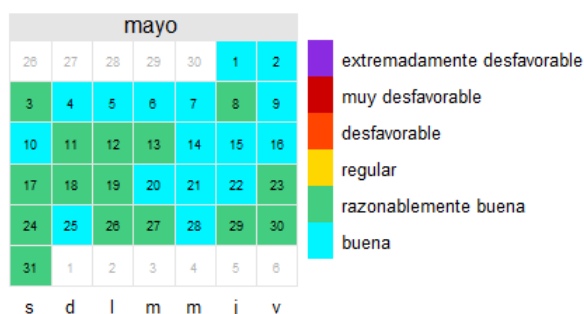 mayo
26 27 28 29 30 1 2
3 4 5 6 7 8 9
10 11 12 13 14 15 16
17 18 19 20 21 22 23
24 25 26 27 28 29 30
31 1 2 3 4 5 6
s d l m m j v
extremadamente desfavorable
muy desfavorable
desfavorable
regular
razonablemente buena
buena